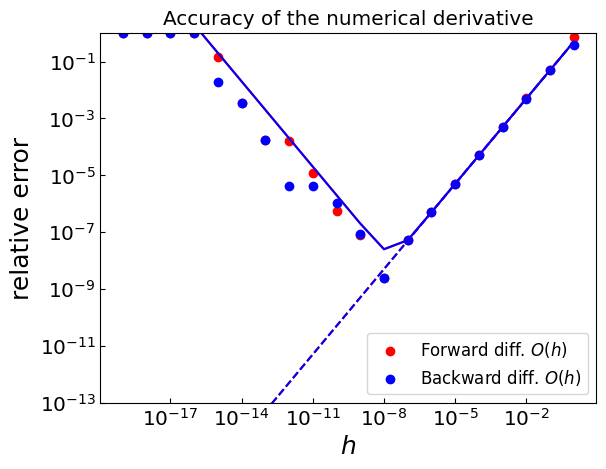 Accuracy of the numerical derivative
relative error
10⁻¹
10⁻³
10⁻⁵
10⁻⁷
10⁻⁹
10⁻¹¹
10⁻¹³
Forward diff. O(h)
Backward diff. O(h)
10⁻¹⁷ 10⁻¹⁴ 10⁻¹¹ 10⁻⁸ 10⁻⁵ 10⁻²
h